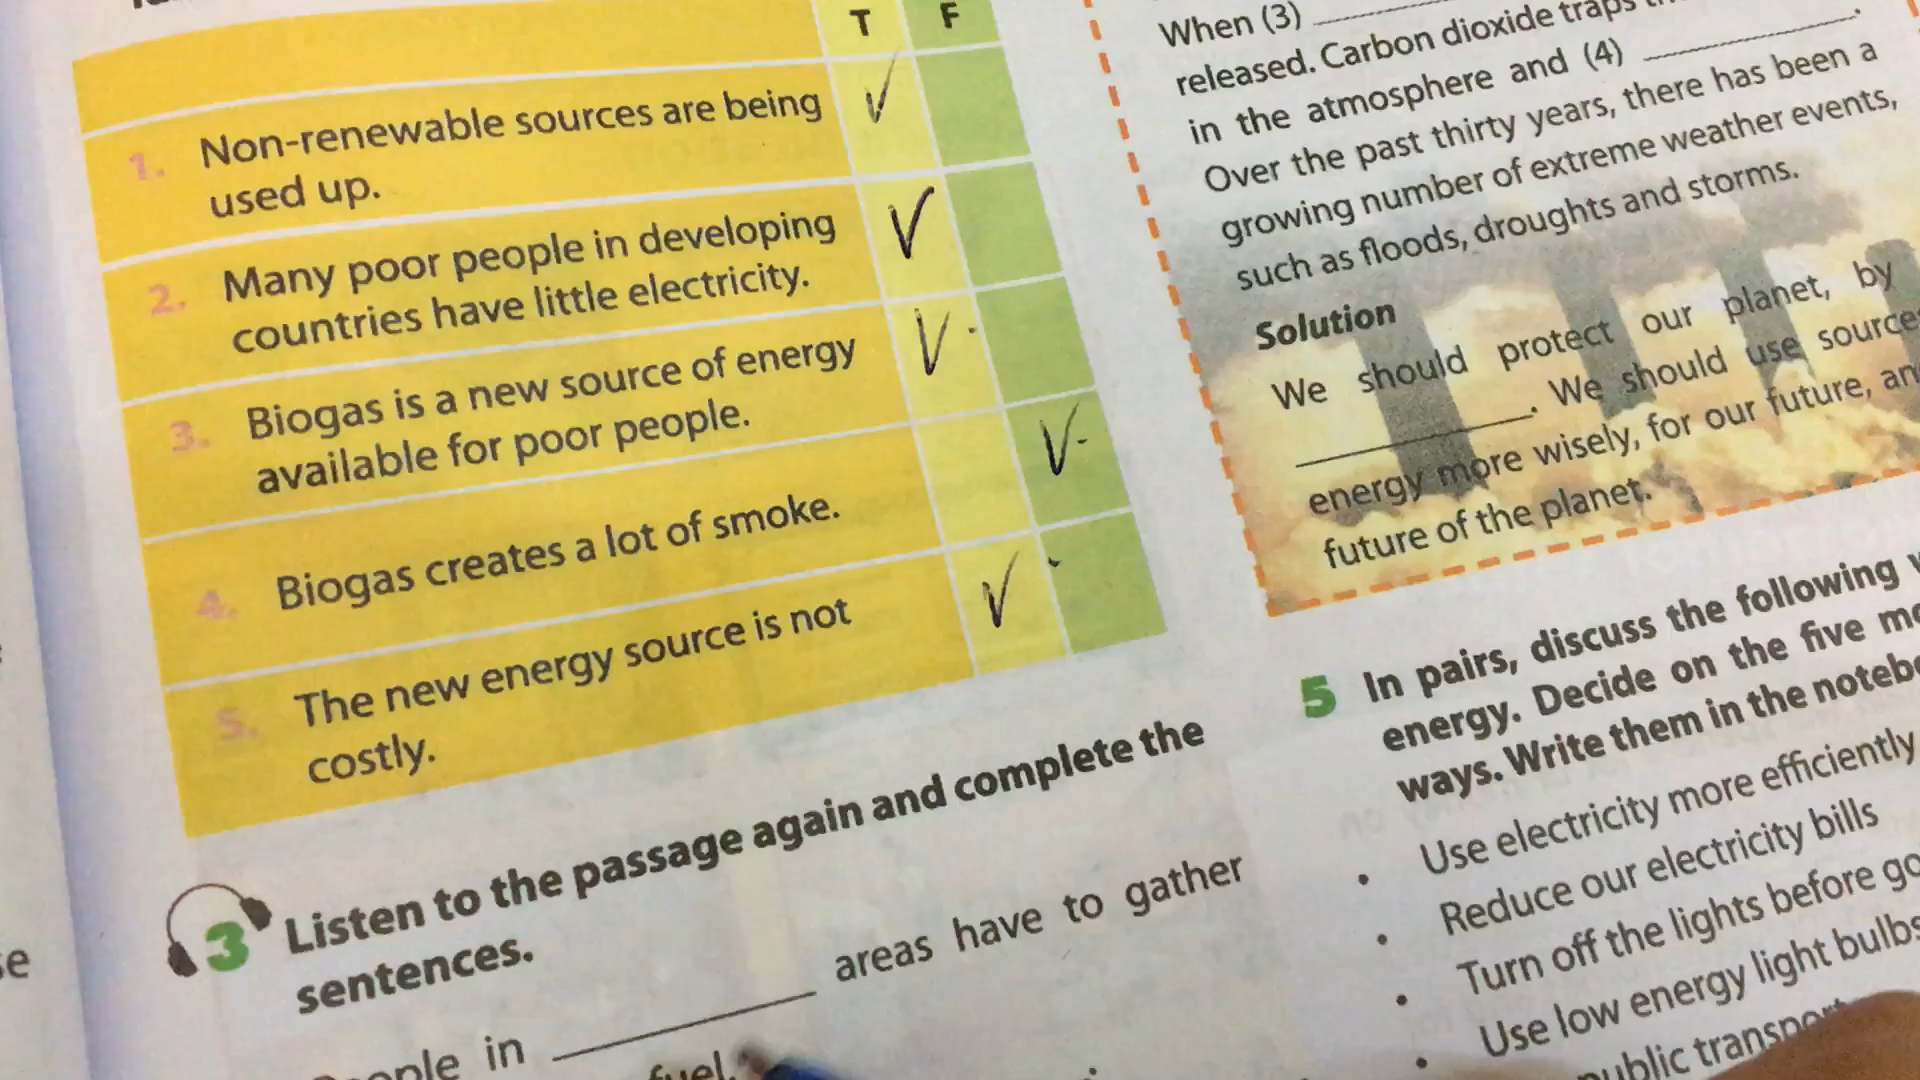 T F
1. Non-renewable sources are being
used up.
2. Many poor people in developing
countries have little electricity.
3. Biogas is a new source of energy
available for poor people.
4. Biogas creates a lot of smoke.
5. The new energy source is not
costly.
3 Listen to the passage again and complete the
sentences.
in ____ areas have to gather
fuel.
When (3) ____
released. Carbon dioxide traps
in the atmosphere and (4) ____.
Over the past thirty years, there has been a
growing number of extreme weather events,
such as floods, droughts and storms.
Solution
We should protect our planet, by
____. We should use
energy more wisely, for our future,
future of the planet.
5 In pairs, discuss the following
energy. Decide on the five
ways. Write them in the
• Use electricity more efficiently
• Reduce our electricity bills
• Turn off the lights before
• Use low energy light bulbs
public